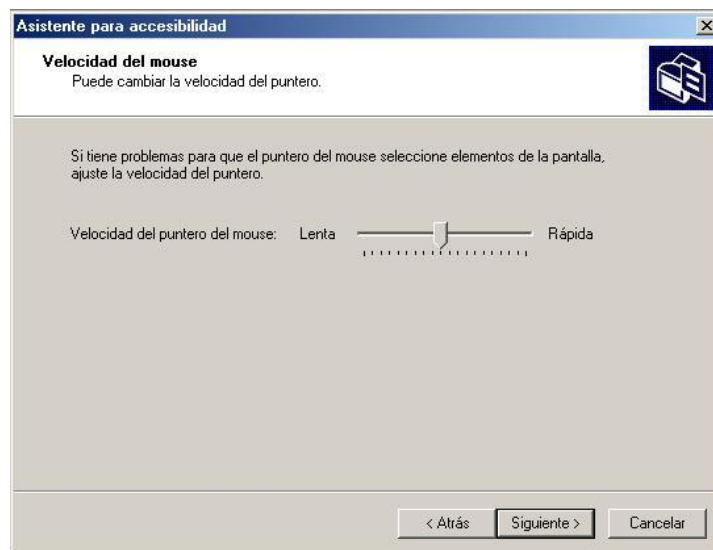 Asistente para accesibilidad
Velocidad del mouse
Puede cambiar la velocidad del puntero.
Si tiene problemas para que el puntero del mouse seleccione elementos de la pantalla,
ajuste la velocidad del puntero.
Velocidad del puntero del mouse: Lenta Rápida
< Atrás Siguiente > Cancelar